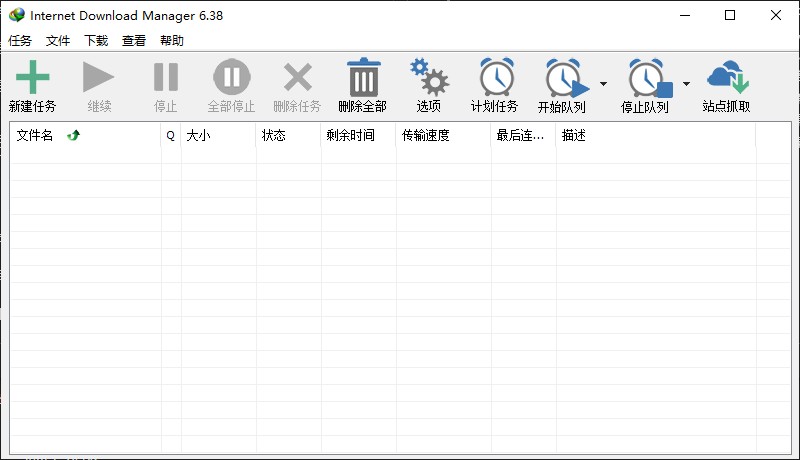 Internet Download Manager 6.38
任务 文件 下载 查看 帮助
新建任务 继续 停止 全部停止 删除任务 删除全部 选项 计划任务 开始队列 停止队列 站点抓取
文件名 Q 大小 状态 剩余时间 传输速度 最后连... 描述